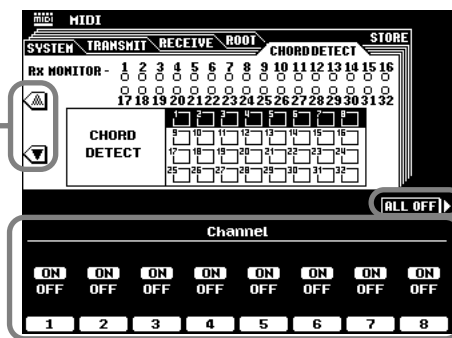 MIDI MIDI
SYSTEM TRANSMIT RECEIVE ROOT CHORD DETECT STORE
Rx MONITOR - 1 2 3 4 5 6 7 8 9 10 11 12 13 14 15 16
17 18 19 20 21 22 23 24 25 26 27 28 29 30 31 32
CHORD DETECT
1 2 3 4 5 6 7 8
9 10 11 12 13 14 15 16
17 18 19 20 21 22 23 24
25 26 27 28 29 30 31 32
ALL OFF
Channel
ON ON ON ON ON ON ON ON
OFF OFF OFF OFF OFF OFF OFF OFF
1 2 3 4 5 6 7 8